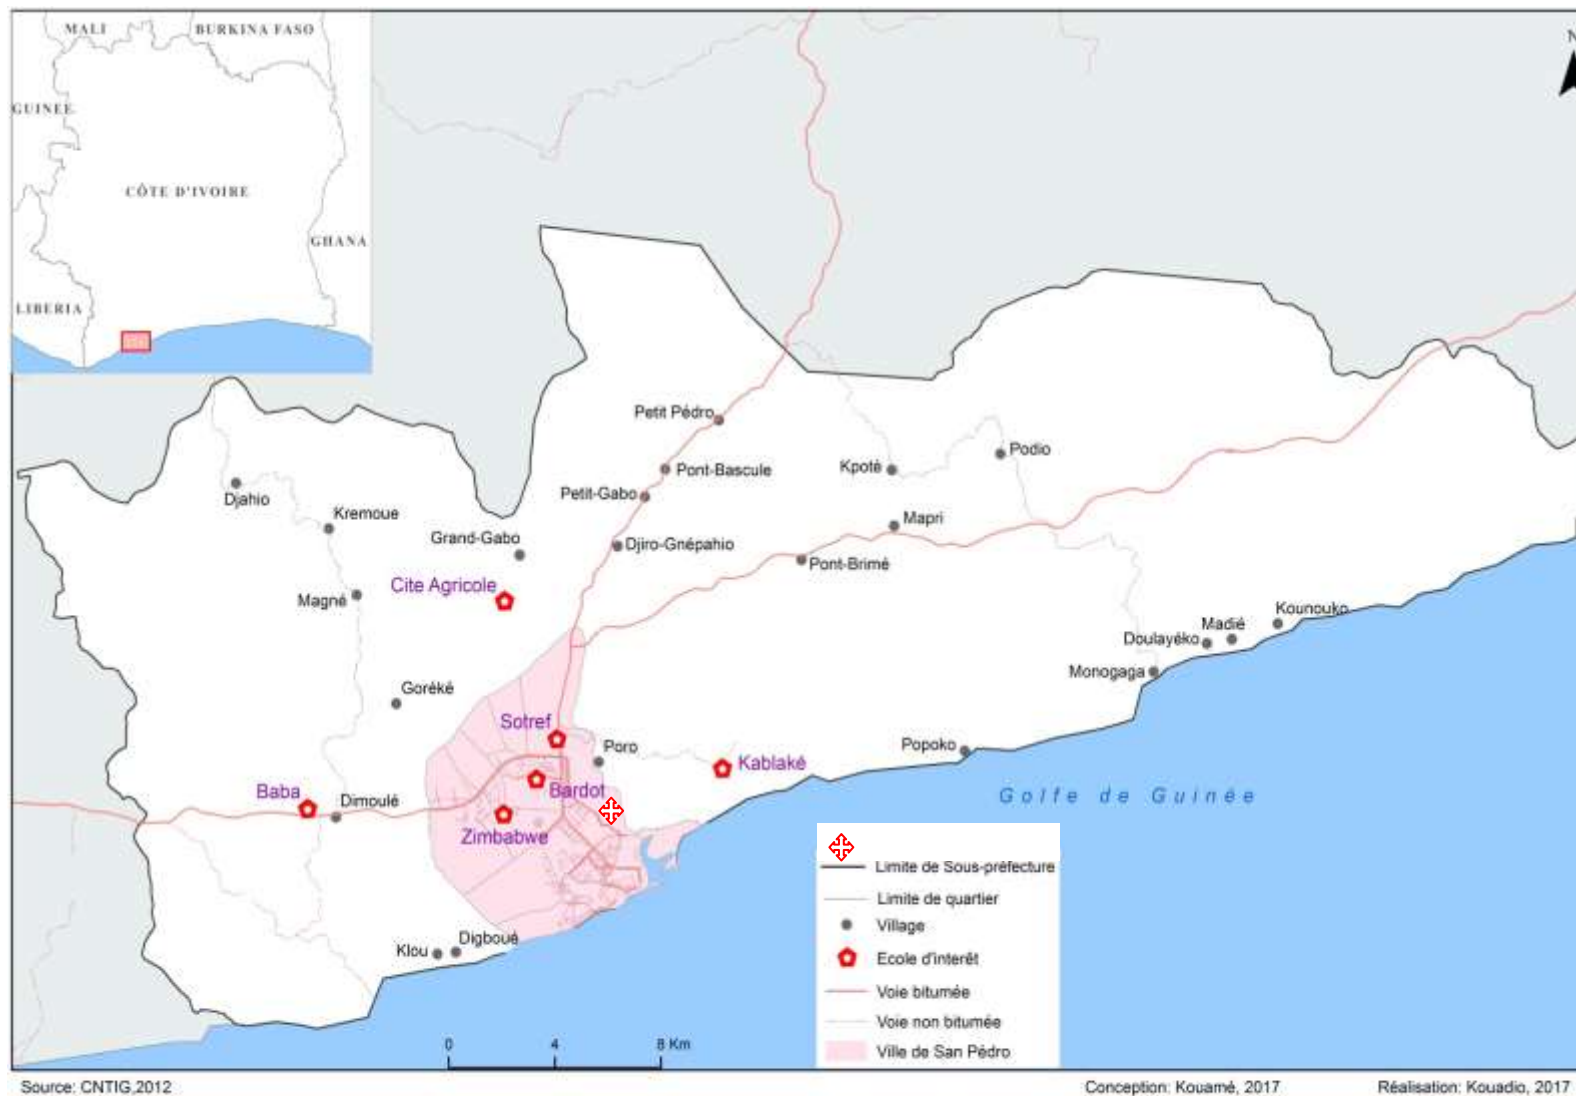 MALI
BURKINA FASO
GUINEE
CÔTE D'IVOIRE
GHANA
LIBERIA
N
Petit Pédro
Pont-Bascule
Kpoté
Podio
Djahio
Petit-Gabo
Kremoue
Mapri
Grand-Gabo
Djiro-Gnépahio
Pont-Brimé
Cite Agricole
Magné
Kounouko
Madié
Doulayéko
Monogaga
Goréké
Sotref
Poro
Popoko
Kablaké
Baba
Dimoulé
Bardot
Golfe de Guinée
Zimbabwe
Klou
Digboué
Limite de Sous-préfecture
Limite de quartier
Village
Ecole d'interêt
Voie bitumée
Voie non bitumée
Ville de San Pédro
0 4 8 Km
Source: CNTIG,2012
Conception: Kouamé, 2017
Réalisation: Kouadio, 2017